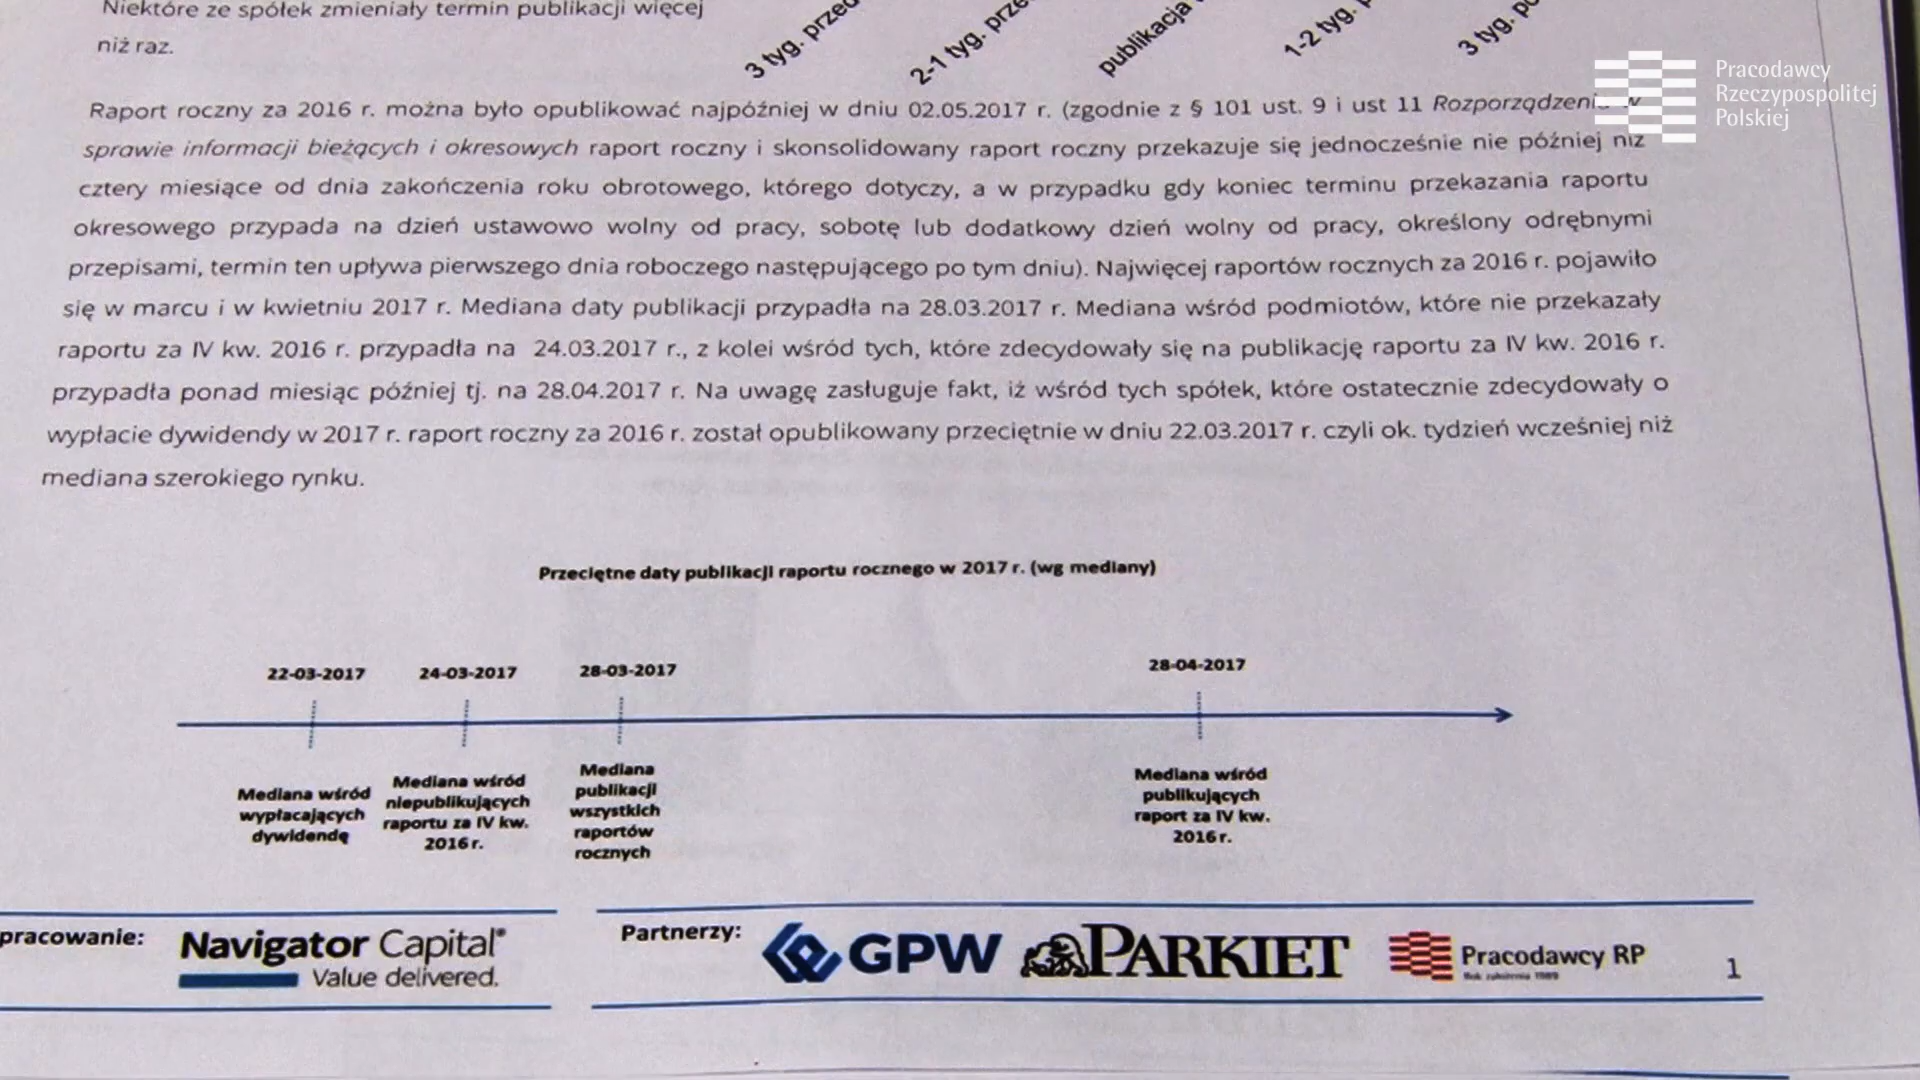 Niektóre ze spółek zmieniały termin publikacji więcej
niż raz.
3 tyg. przed
2-1 tyg. prze
publikacja
1-2 tyg.
3 tyg. po
Pracodawcy
Rzeczypospolitej
Polskiej
Raport roczny za 2016 r. można było opublikować najpóźniej w dniu 02.05.2017 r. (zgodnie z § 101 ust. 9 i ust 11 Rozporządzenia w
sprawie informacji bieżących i okresowych raport roczny i skonsolidowany raport roczny przekazuje się jednocześnie nie później niż
cztery miesiące od dnia zakończenia roku obrotowego, którego dotyczy, a w przypadku gdy koniec terminu przekazania raportu
okresowego przypada na dzień ustawowo wolny od pracy, sobotę lub dodatkowy dzień wolny od pracy, określony odrębnymi
przepisami, termin ten upływa pierwszego dnia roboczego następującego po tym dniu). Najwięcej raportów rocznych za 2016 r. pojawiło
się w marcu i w kwietniu 2017 r. Mediana daty publikacji przypadła na 28.03.2017 r. Mediana wśród podmiotów, które nie przekazały
raportu za IV kw. 2016 r. przypadła na 24.03.2017 r., z kolei wśród tych, które zdecydowały się na publikację raportu za IV kw. 2016 r.
przypadła ponad miesiąc później tj. na 28.04.2017 r. Na uwagę zasługuje fakt, iż wśród tych spółek, które ostatecznie zdecydowały o
wypłacie dywidendy w 2017 r. raport roczny za 2016 r. został opublikowany przeciętnie w dniu 22.03.2017 r. czyli ok. tydzień wcześniej niż
mediana szerokiego rynku.
Przeciętne daty publikacji raportu rocznego w 2017 r. (wg mediany)
22-03-2017
24-03-2017
28-03-2017
28-04-2017
Mediana wśród
wypłacających
dywidendę
Mediana wśród
niepublikujących
raportu za IV kw.
2016 r.
Mediana
publikacji
wszystkich
raportów
rocznych
Mediana wśród
publikujących
raport za IV kw.
2016 r.
pracowanie:
Navigator Capital®
Value delivered.
Partnerzy:
GPW
PARKIET
Pracodawcy RP
Rok założenia 1989
1